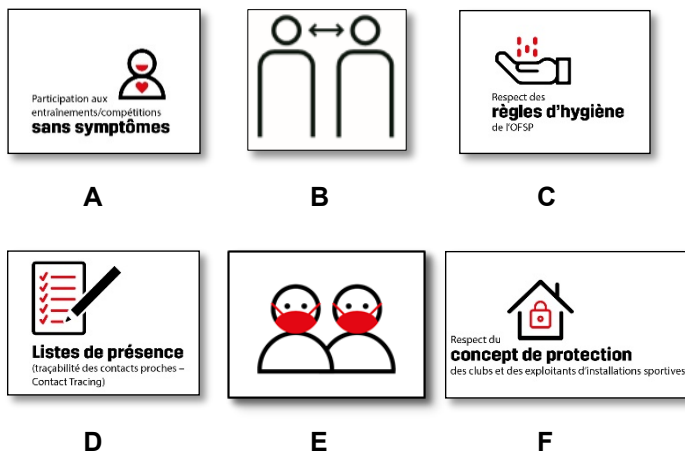 Participation aux
entraînements/compétitions
sans symptômes
Respect des
règles d'hygiène
de l'OFSP
A
B
C
Listes de présence
(traçabilité des contacts proches –
Contact Tracing)
Respect du
concept de protection
des clubs et des exploitants d'installations sportives
D
E
F